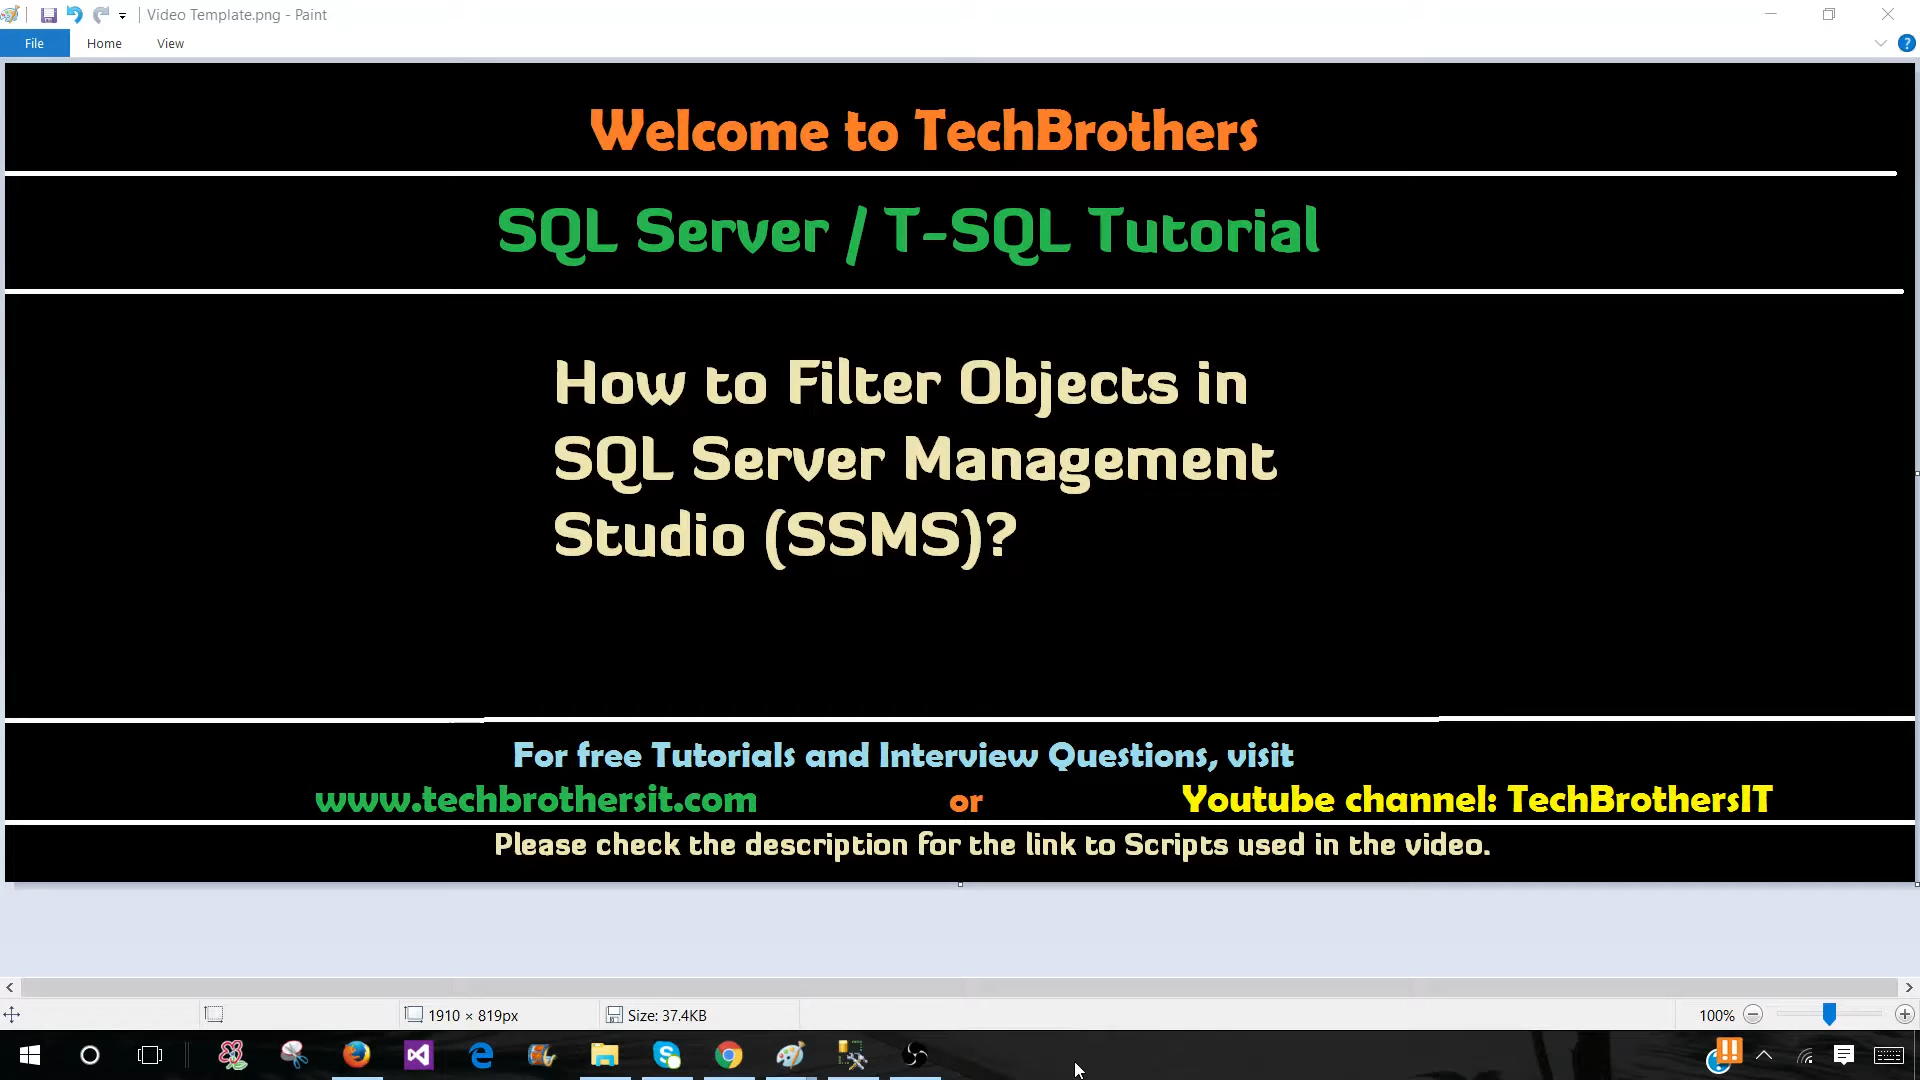 Video Template.png - Paint
File Home View
Welcome to TechBrothers
SQL Server / T-SQL Tutorial
How to Filter Objects in
SQL Server Management
Studio (SSMS)?
For free Tutorials and Interview Questions, visit
www.techbrothersit.com or Youtube channel: TechBrothersIT
Please check the description for the link to Scripts used in the video.
1910 × 819px Size: 37.4KB 100%